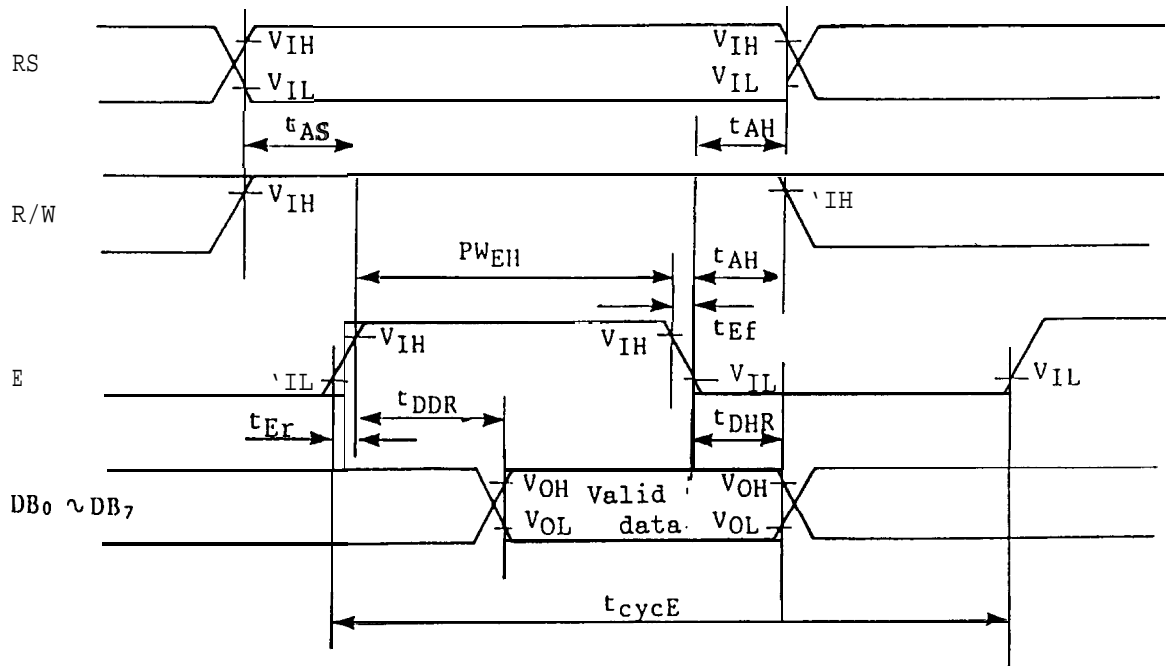 RS
VIH
VIH
VIL
VIL
tAS
tAH
R/W
VIH
'IH
PWEH
tAH
tEf
E
VIH
VIH
'IL
VIL
VIL
tDDR
tEr
tDHR
DB0 ~DB7
VOH Valid VOH
VOL data VOL
tcycE